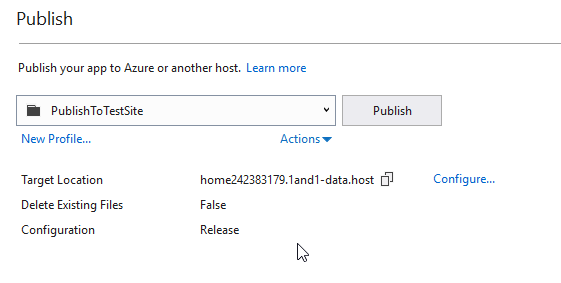 Publish
Publish your app to Azure or another host. Learn more
PublishToTestSite
Publish
New Profile...
Actions
Target Location
home242383179.1and1-data.host
Configure...
Delete Existing Files
False
Configuration
Release